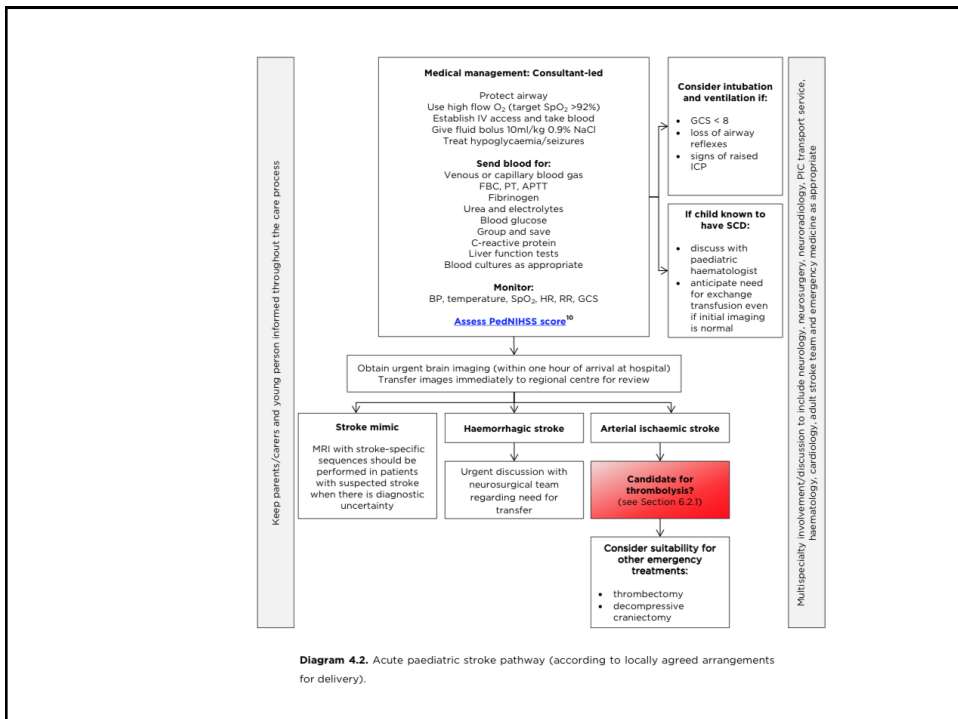 Keep parents/carers and young person informed throughout the care process
Medical management: Consultant-led
Protect airway
Use high flow O₂ (target SpO₂ >92%)
Establish IV access and take blood
Give fluid bolus 10ml/kg 0.9% NaCl
Treat hypoglycaemia/seizures
Send blood for:
Venous or capillary blood gas
FBC, PT, APTT
Fibrinogen
Urea and electrolytes
Blood glucose
Group and save
C-reactive protein
Liver function tests
Blood cultures as appropriate
Monitor:
BP, temperature, SpO₂, HR, RR, GCS
Assess PedNIHSS score¹⁰
Consider intubation
and ventilation if:
• GCS < 8
• loss of airway
reflexes
• signs of raised
ICP
If child known to
have SCD:
• discuss with
paediatric
haematologist
• anticipate need
for exchange
transfusion even
if initial imaging
is normal
Obtain urgent brain imaging (within one hour of arrival at hospital)
Transfer images immediately to regional centre for review
Stroke mimic
MRI with stroke-specific
sequences should be
performed in patients
with suspected stroke
when there is diagnostic
uncertainty
Haemorrhagic stroke
Urgent discussion with
neurosurgical team
regarding need for
transfer
Arterial ischaemic stroke
Candidate for
thrombolysis?
(see Section 6.2.1)
Consider suitability for
other emergency
treatments:
• thrombectomy
• decompressive
craniectomy
Multispecialty involvement/discussion to include neurology, neurosurgery, neuroradiology, PIC transport service,
haematology, cardiology, adult stroke team and emergency medicine as appropriate
Diagram 4.2. Acute paediatric stroke pathway (according to locally agreed arrangements
for delivery).